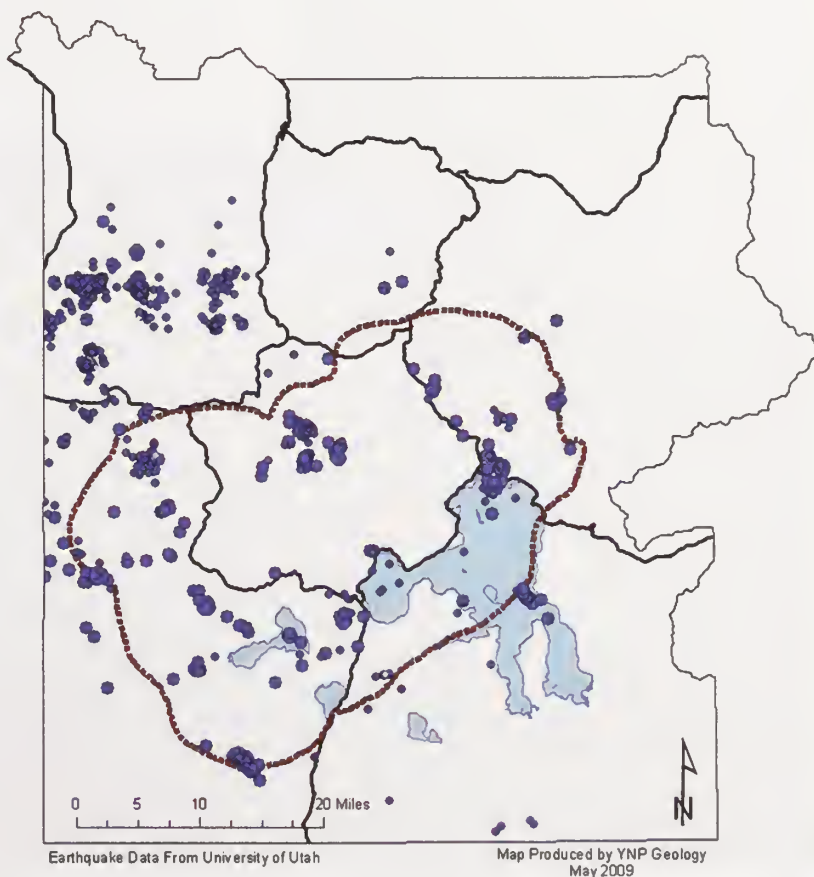 0 5 10 20 Miles
N
Earthquake Data From University of Utah
Map Produced by YNP Geology
May 2009